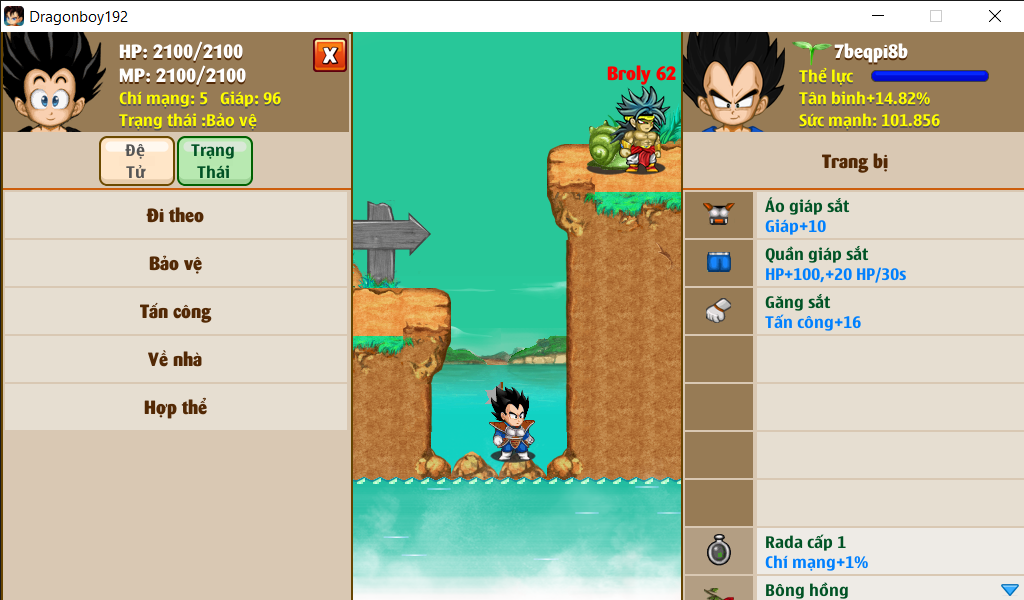 Dragonboy192
HP: 2100/2100
MP: 2100/2100
Chí mạng: 5 Giáp: 96
Trạng thái :Bảo vệ
X
Đệ
Tử
Trạng
Thái
Đi theo
Bảo vệ
Tấn công
Về nhà
Hợp thể
Broly 62
7beqpi8b
Thể lực
Tân binh+14.82%
Sức mạnh: 101.856
Trang bị
Áo giáp sắt
Giáp+10
Quần giáp sắt
HP+100,+20 HP/30s
Găng sắt
Tấn công+16
Rada cấp 1
Chí mạng+1%
Bông hồng